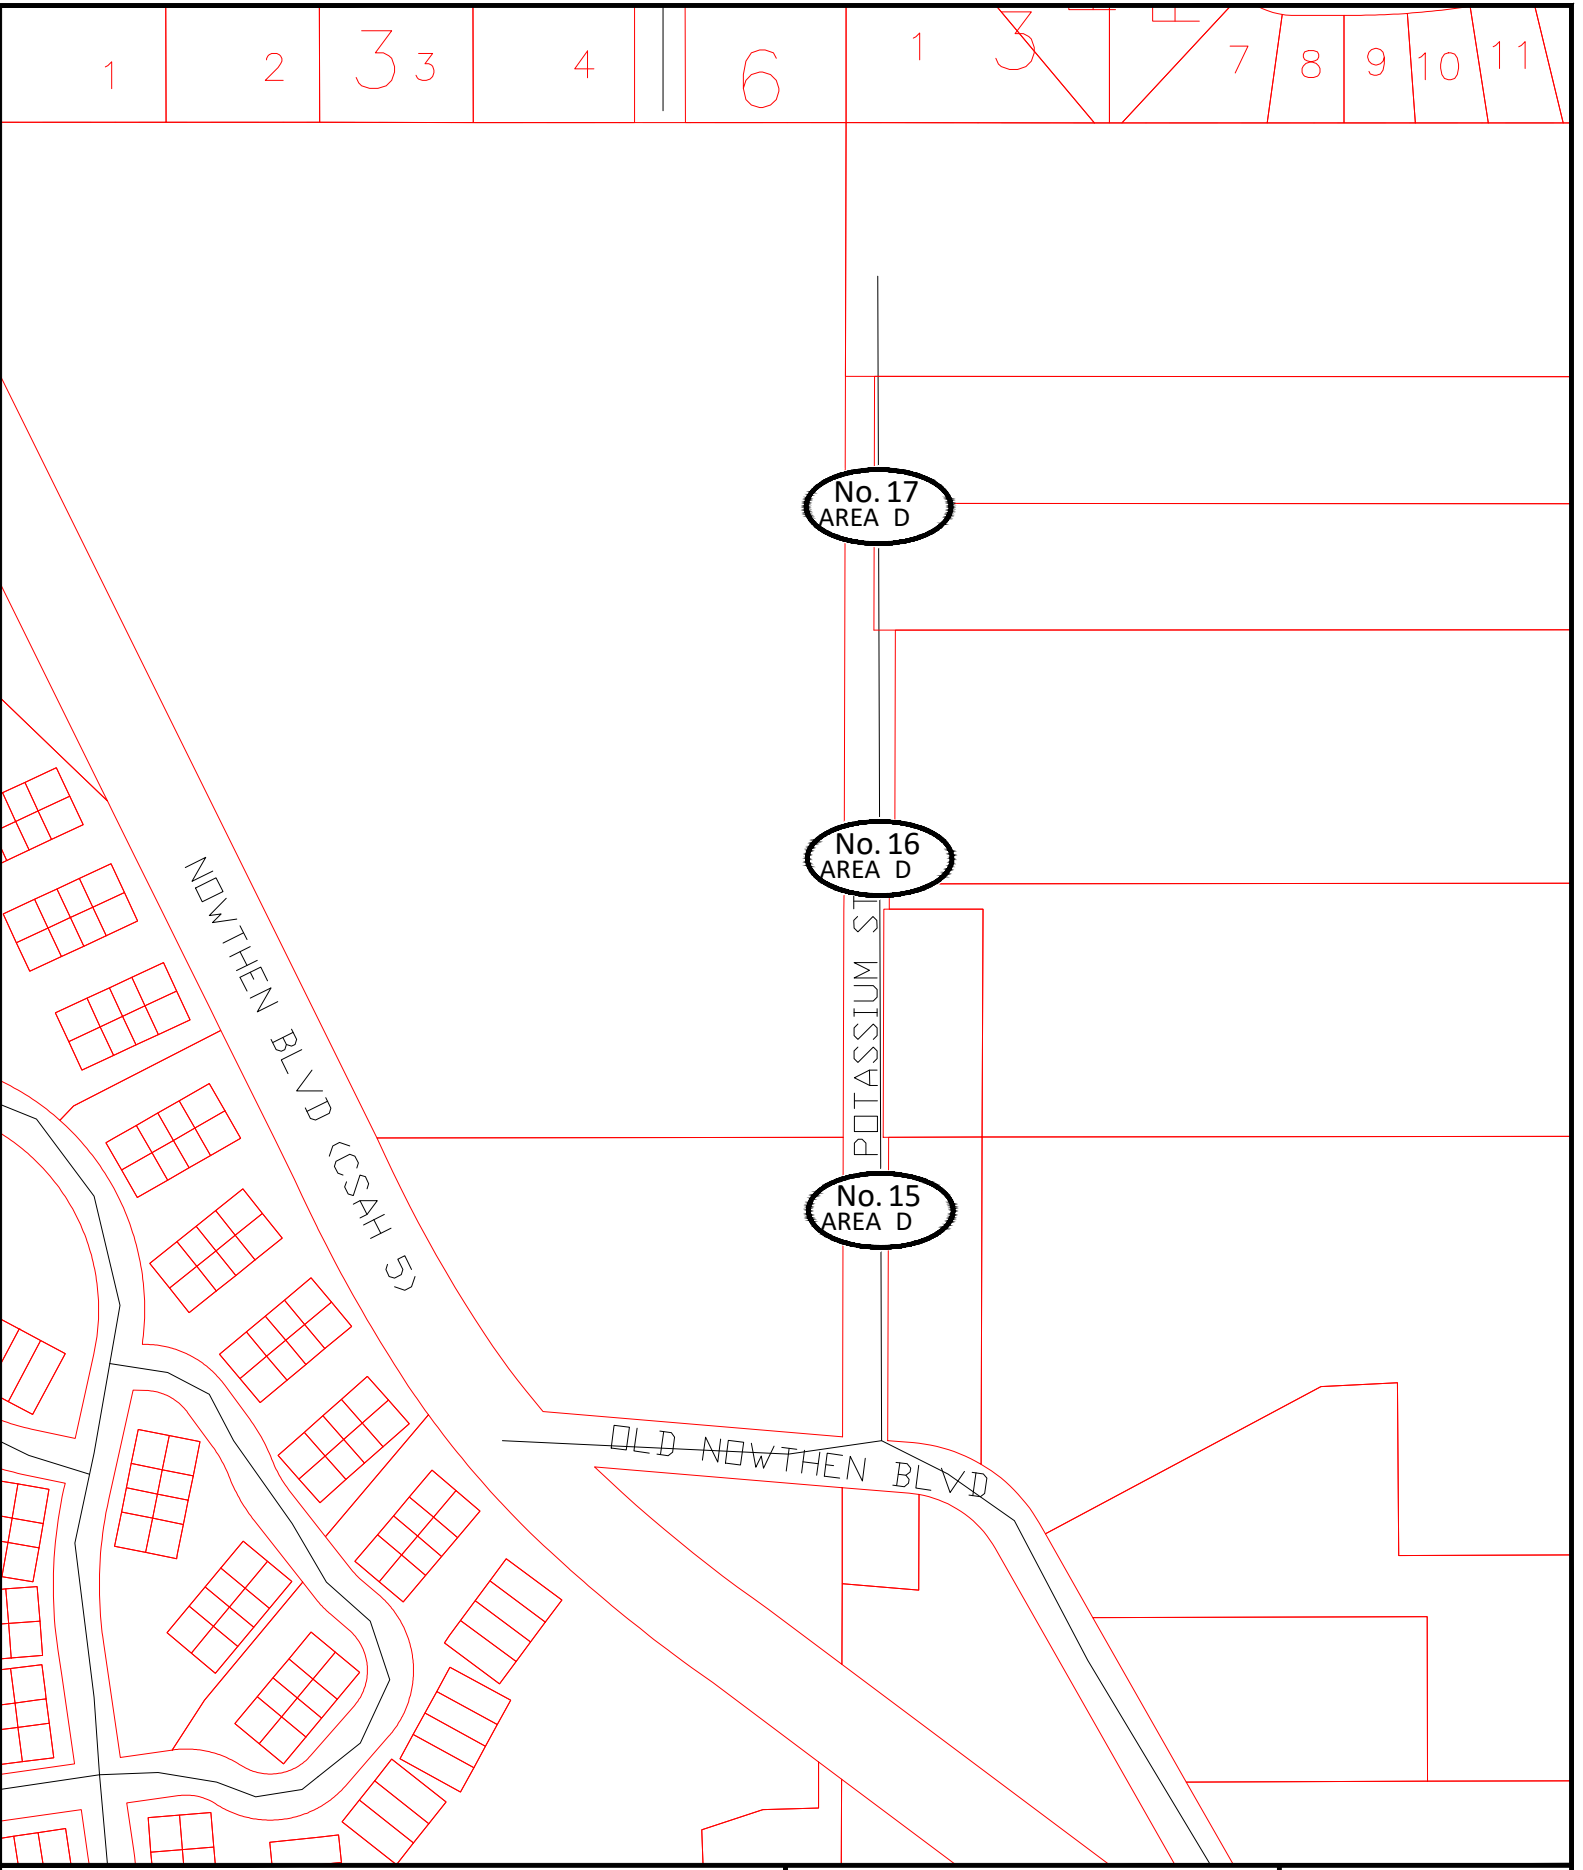 1 2 3 3 4 6 1 3 7 8 9 10 11
No. 17
AREA D
No. 16
AREA D
POTASSIUM ST
NOWTHEN BLVD (CSAH 5)
No. 15
AREA D
OLD NOWTHEN BLVD